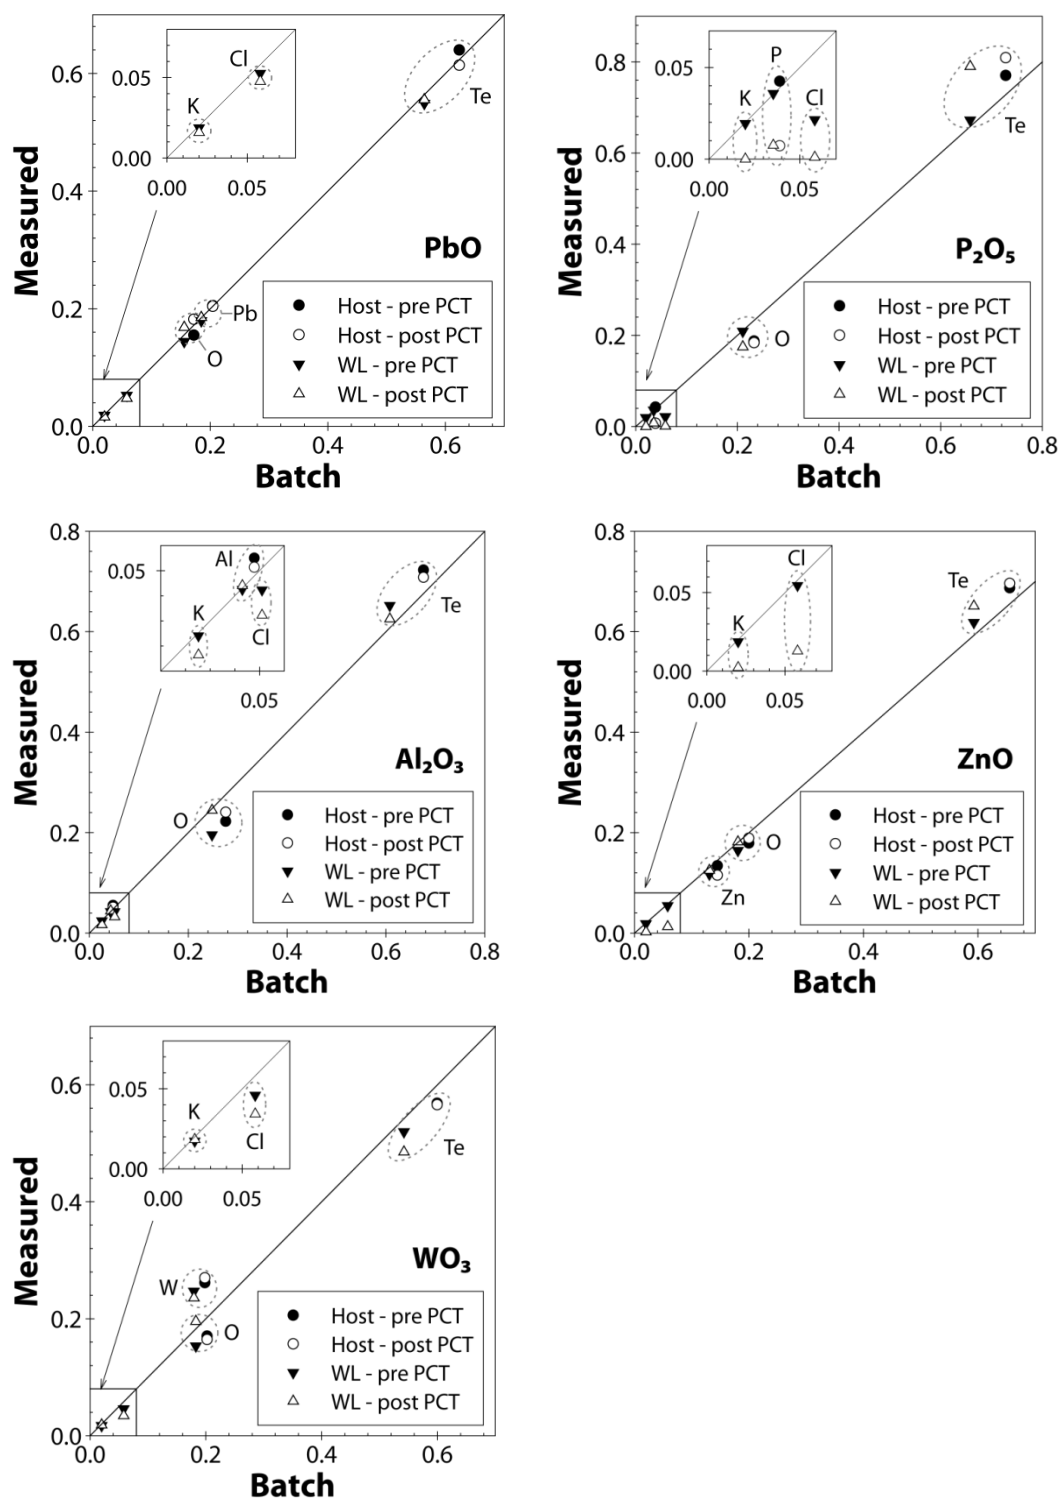 Measured
0.6
0.4
0.2
0.0
0.05
0.00
Cl
K
0.00 0.05
Te
PbO
Pb
O
Host - pre PCT
Host - post PCT
WL - pre PCT
WL - post PCT
0.0 0.2 0.4 0.6
Batch
Measured
0.8
0.4
0.2
0.0
0.05
0.00
P
K Cl
0.00 0.05
Te
P₂O₅
O
Host - pre PCT
Host - post PCT
WL - pre PCT
WL - post PCT
0.0 0.2 0.4 0.6 0.8
Batch
Measured
0.8
0.6
0.4
0.2
0.0
0.05
Al
K
Cl
0.05
Te
Al₂O₃
O
Host - pre PCT
Host - post PCT
WL - pre PCT
WL - post PCT
0.0 0.2 0.4 0.6 0.8
Batch
Measured
0.8
0.6
0.4
0.2
0.0
0.05
0.00
Cl
K
0.00 0.05
Te
ZnO
O
Zn
Host - pre PCT
Host - post PCT
WL - pre PCT
WL - post PCT
0.0 0.2 0.4 0.6
Batch
Measured
0.6
0.4
0.2
0.0
0.05
0.00
K
Cl
0.00 0.05
Te
WO₃
W
O
Host - pre PCT
Host - post PCT
WL - pre PCT
WL - post PCT
0.0 0.2 0.4 0.6
Batch